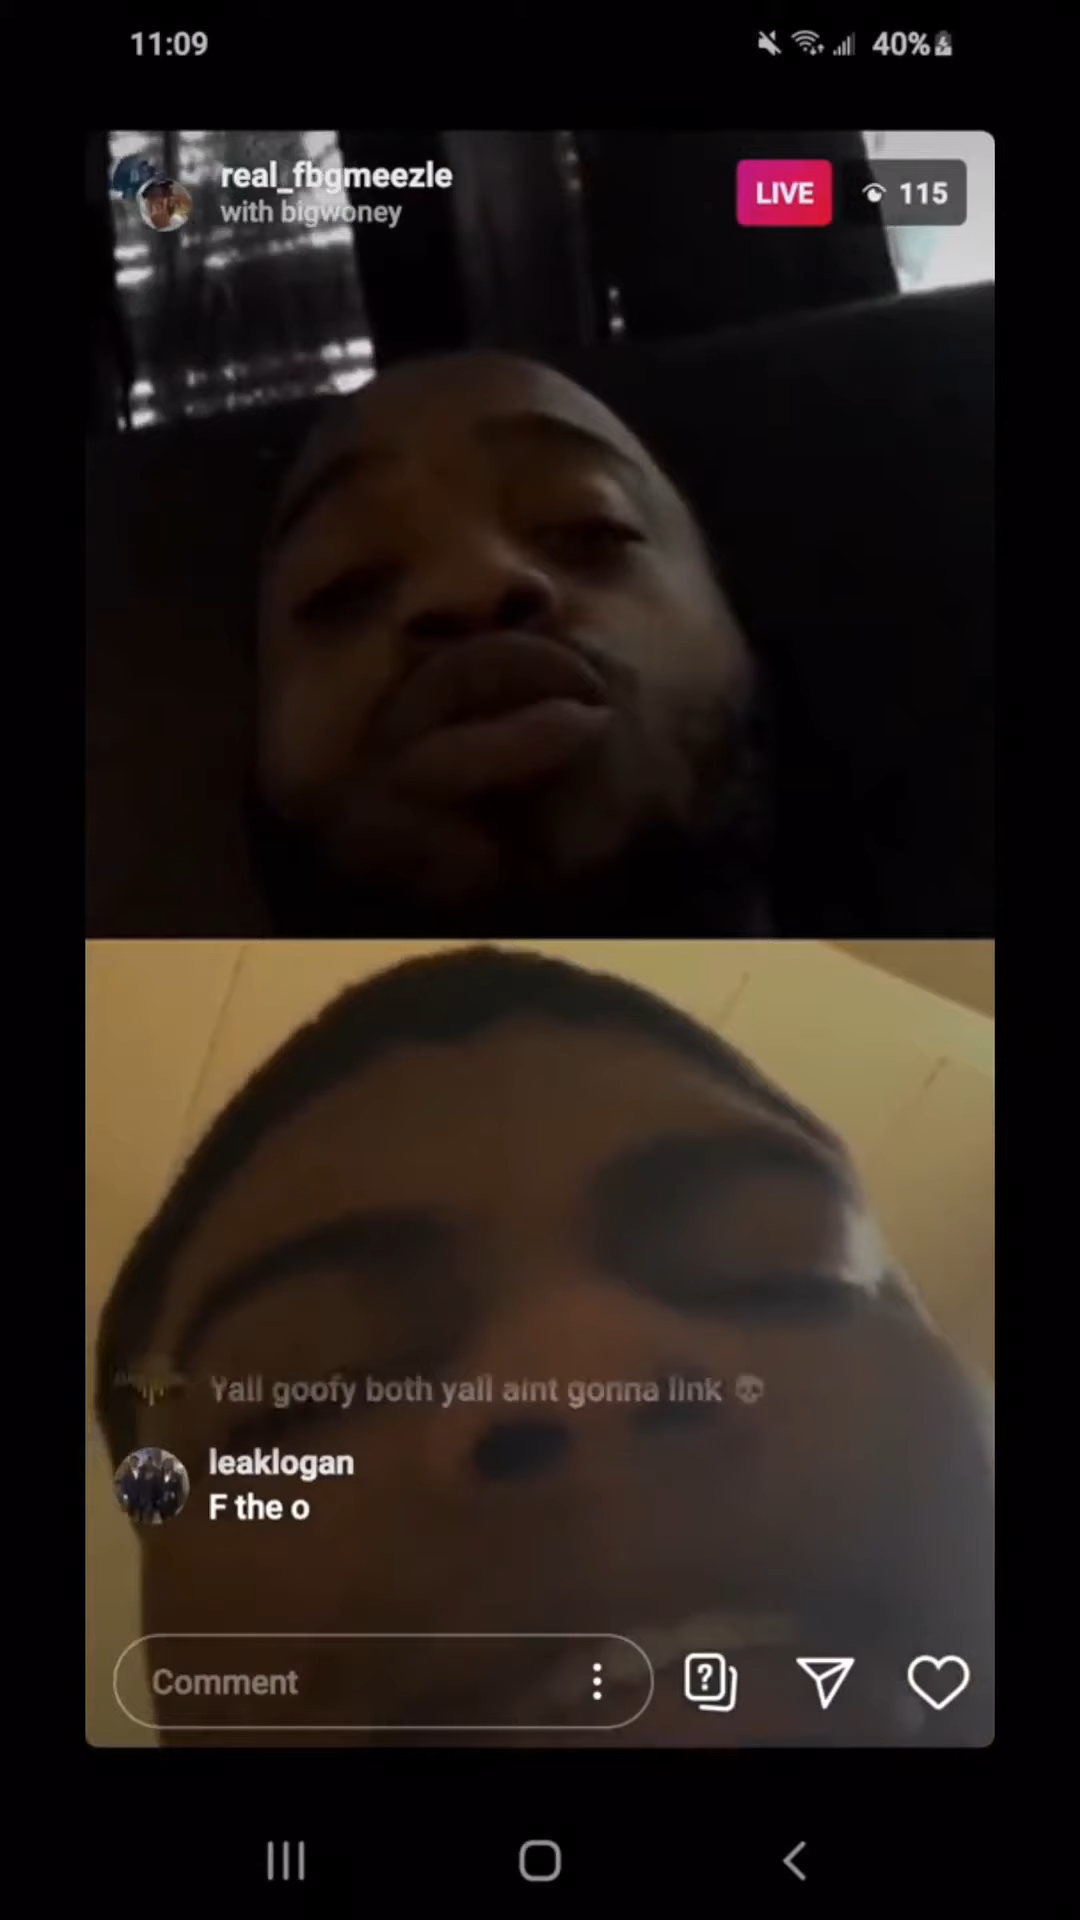 11:09
40%
real_fbgmeezle
with bigwoney
LIVE
115
Yall goofy both yall aint gonna link 💀
leaklogan
F the o
Comment